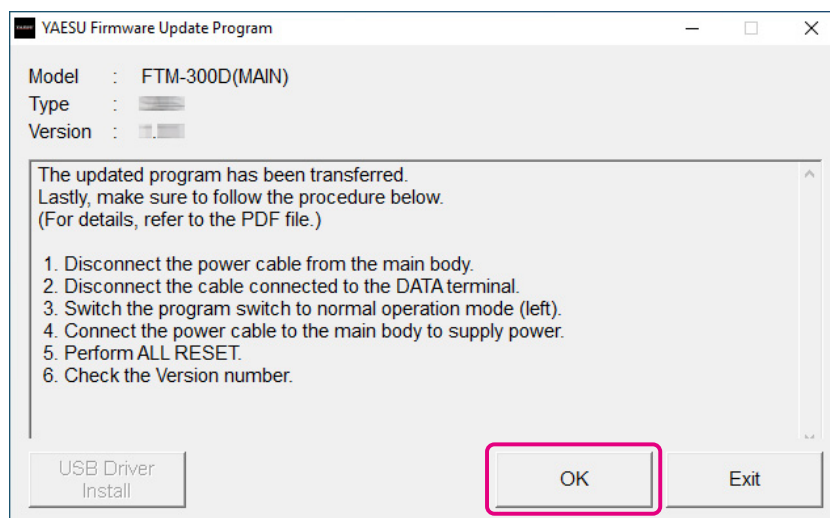 YAESU Firmware Update Program
Model : FTM-300D(MAIN)
Type :
Version :
The updated program has been transferred.
Lastly, make sure to follow the procedure below.
(For details, refer to the PDF file.)
1. Disconnect the power cable from the main body.
2. Disconnect the cable connected to the DATA terminal.
3. Switch the program switch to normal operation mode (left).
4. Connect the power cable to the main body to supply power.
5. Perform ALL RESET.
6. Check the Version number.
USB Driver
Install
OK
Exit